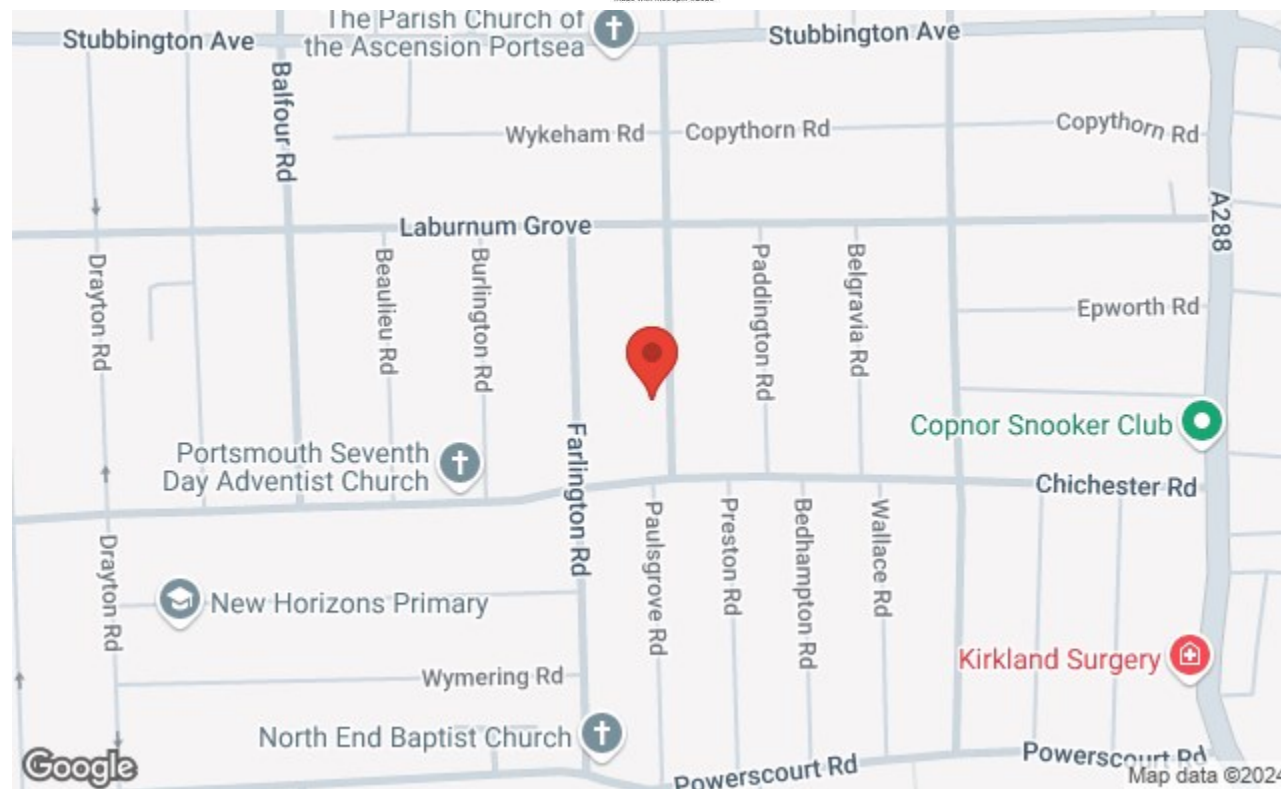 The Parish Church of
the Ascension Portsea
Stubbington Ave
Stubbington Ave
Balfour Rd
Wykeham Rd
Copythorn Rd
Copythorn Rd
A288
Laburnum Grove
Drayton Rd
Beaulieu Rd
Burlington Rd
Paddington Rd
Belgravia Rd
Epworth Rd
Copnor Snooker Club
Portsmouth Seventh
Day Adventist Church
Farlington Rd
Chichester Rd
Drayton Rd
Paulsgrove Rd
Preston Rd
Bedhampton Rd
Wallace Rd
New Horizons Primary
Kirkland Surgery
Wymering Rd
North End Baptist Church
Powerscourt Rd
Powerscourt Rd
Google
Map data ©2024